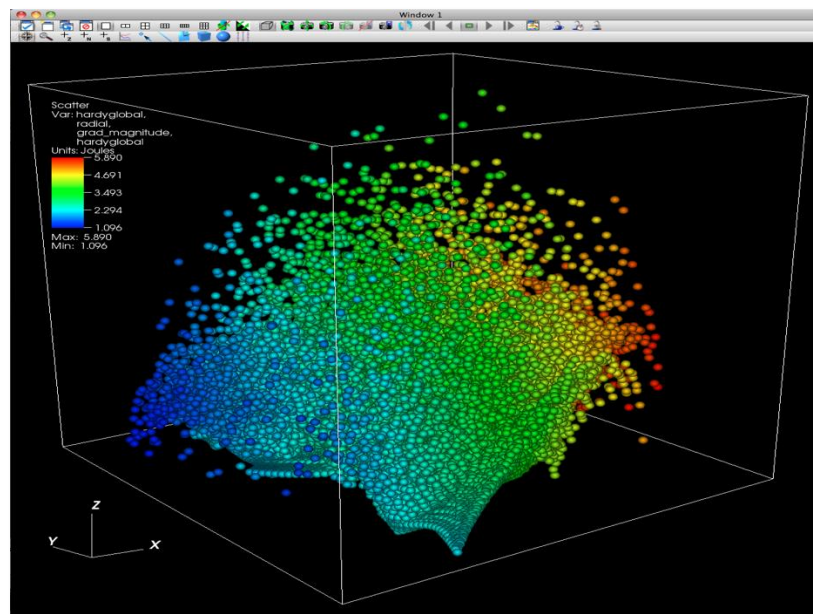 Window 1
Scatter
Var: hardyglobal,
radial,
grad_magnitude,
hardyglobal
Units: Joules
5.890
4.691
3.493
2.294
1.096
Max: 5.890
Min: 1.096
Z
Y
X